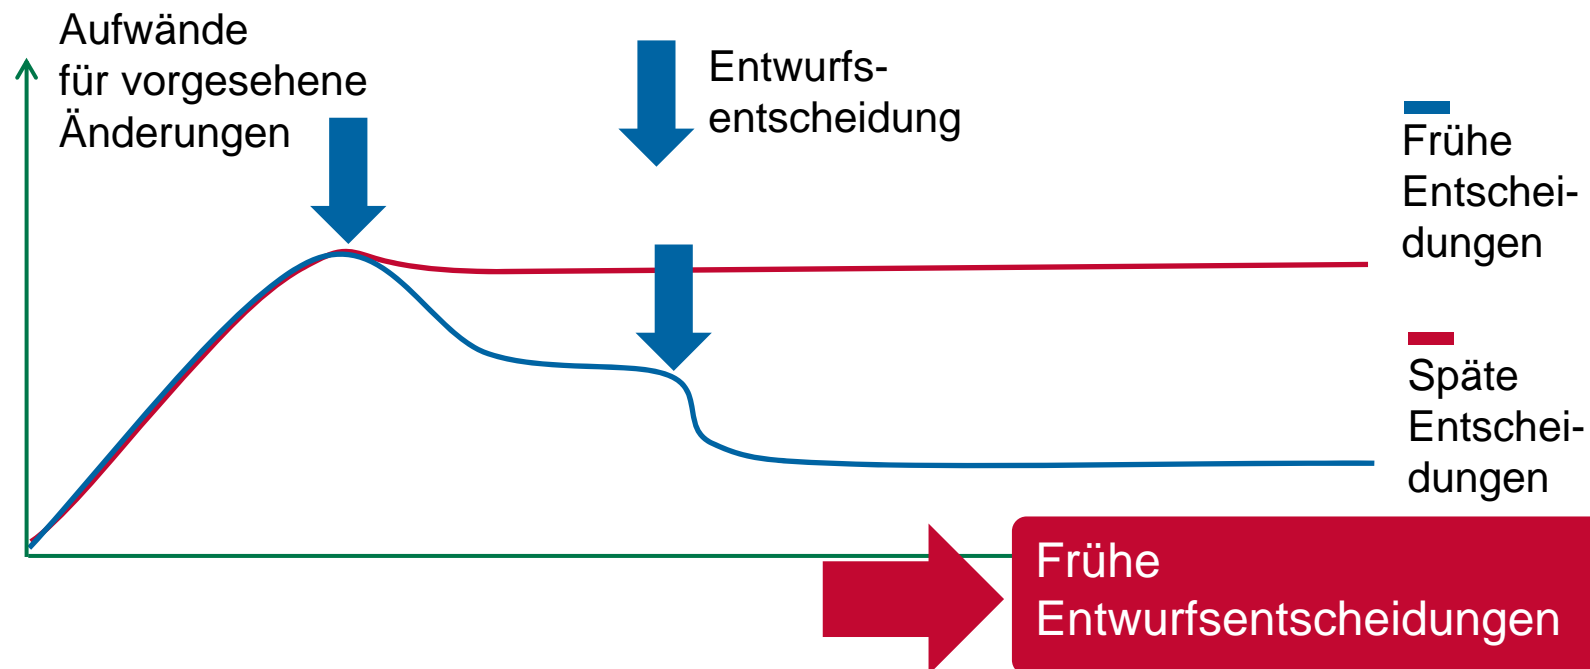 Aufwände
für vorgesehene
Änderungen
Entwurfs-
entscheidung
Frühe
Entschei-
dungen
Späte
Entschei-
dungen
Frühe
Entwurfsentscheidungen